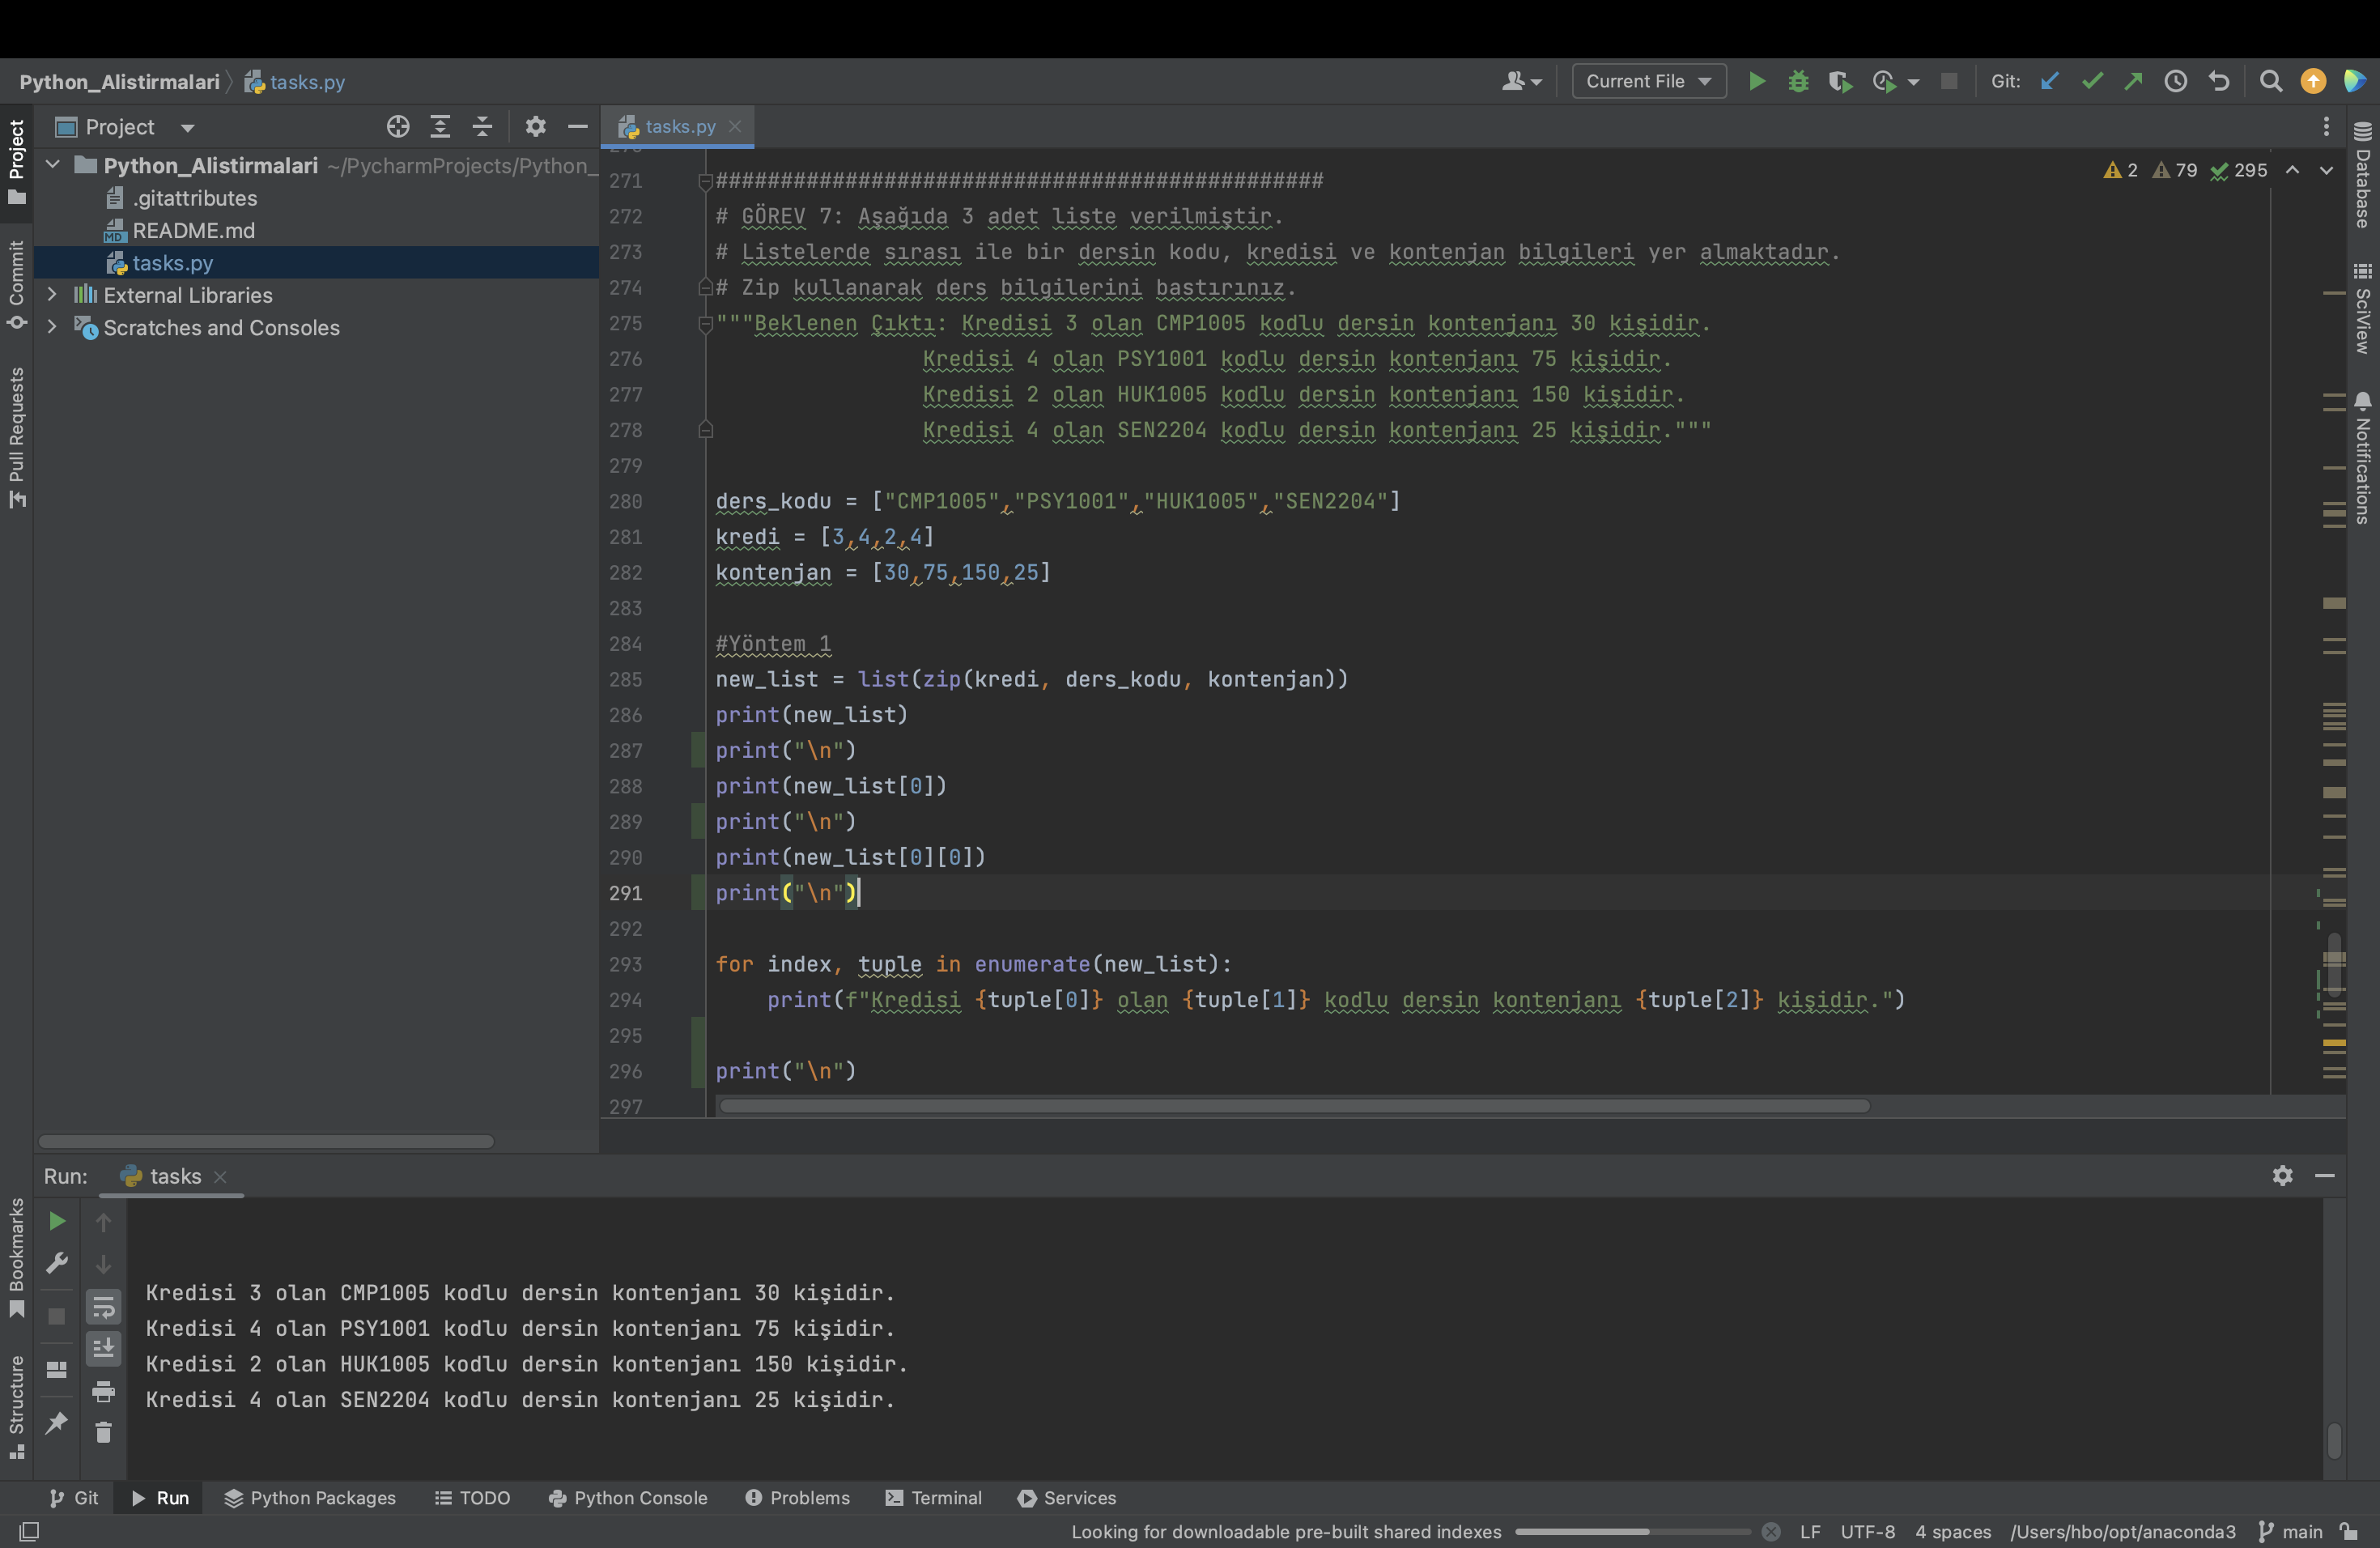 Python_Alistirmalari
tasks.py
Current File
Git:
Project
tasks.py
Python_Alistirmalari ~/PycharmProjects/Python_
.gitattributes
README.md
tasks.py
External Libraries
Scratches and Consoles
Project
Commit
Pull Requests
Bookmarks
Structure
Database
SciView
Notifications
2 79 295
271 ###############################################
272 # GÖREV 7: Aşağıda 3 adet liste verilmiştir.
273 # Listelerde sırası ile bir dersin kodu, kredisi ve kontenjan bilgileri yer almaktadır.
274 # Zip kullanarak ders bilgilerini bastırınız.
275 """Beklenen Çıktı: Kredisi 3 olan CMP1005 kodlu dersin kontenjanı 30 kişidir.
276 Kredisi 4 olan PSY1001 kodlu dersin kontenjanı 75 kişidir.
277 Kredisi 2 olan HUK1005 kodlu dersin kontenjanı 150 kişidir.
278 Kredisi 4 olan SEN2204 kodlu dersin kontenjanı 25 kişidir."""
279
280 ders_kodu = ["CMP1005","PSY1001","HUK1005","SEN2204"]
281 kredi = [3,4,2,4]
282 kontenjan = [30,75,150,25]
283
284 #Yöntem 1
285 new_list = list(zip(kredi, ders_kodu, kontenjan))
286 print(new_list)
287 print("\n")
288 print(new_list[0])
289 print("\n")
290 print(new_list[0][0])
291 print("\n")
292
293 for index, tuple in enumerate(new_list):
294 print(f"Kredisi {tuple[0]} olan {tuple[1]} kodlu dersin kontenjanı {tuple[2]} kişidir.")
295
296 print("\n")
297
Run: tasks
Kredisi 3 olan CMP1005 kodlu dersin kontenjanı 30 kişidir.
Kredisi 4 olan PSY1001 kodlu dersin kontenjanı 75 kişidir.
Kredisi 2 olan HUK1005 kodlu dersin kontenjanı 150 kişidir.
Kredisi 4 olan SEN2204 kodlu dersin kontenjanı 25 kişidir.
Git Run Python Packages TODO Python Console Problems Terminal Services
Looking for downloadable pre-built shared indexes LF UTF-8 4 spaces /Users/hbo/opt/anaconda3 main